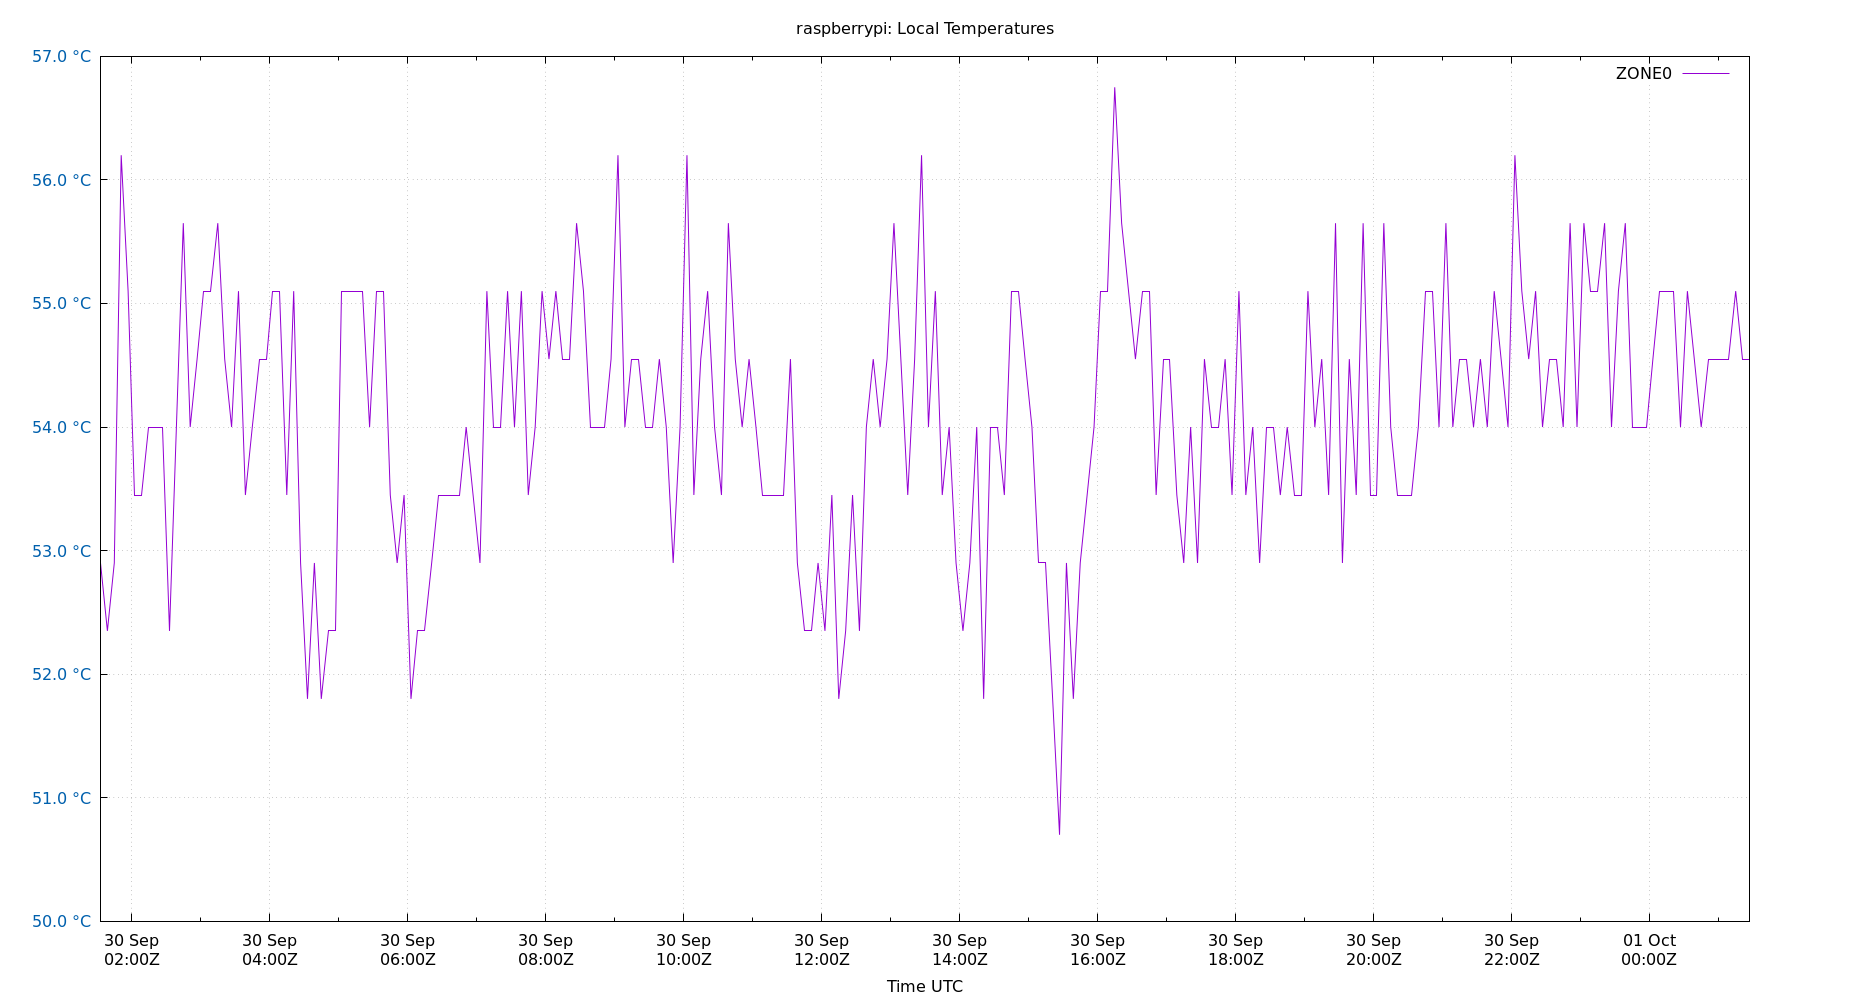 raspberrypi: Local Temperatures
57.0 °C
ZONE0
56.0 °C
55.0 °C
54.0 °C
53.0 °C
52.0 °C
51.0 °C
50.0 °C
30 Sep 30 Sep 30 Sep 30 Sep 30 Sep 30 Sep 30 Sep 30 Sep 30 Sep 30 Sep 30 Sep 01 Oct
02:00Z 04:00Z 06:00Z 08:00Z 10:00Z 12:00Z 14:00Z 16:00Z 18:00Z 20:00Z 22:00Z 00:00Z
Time UTC